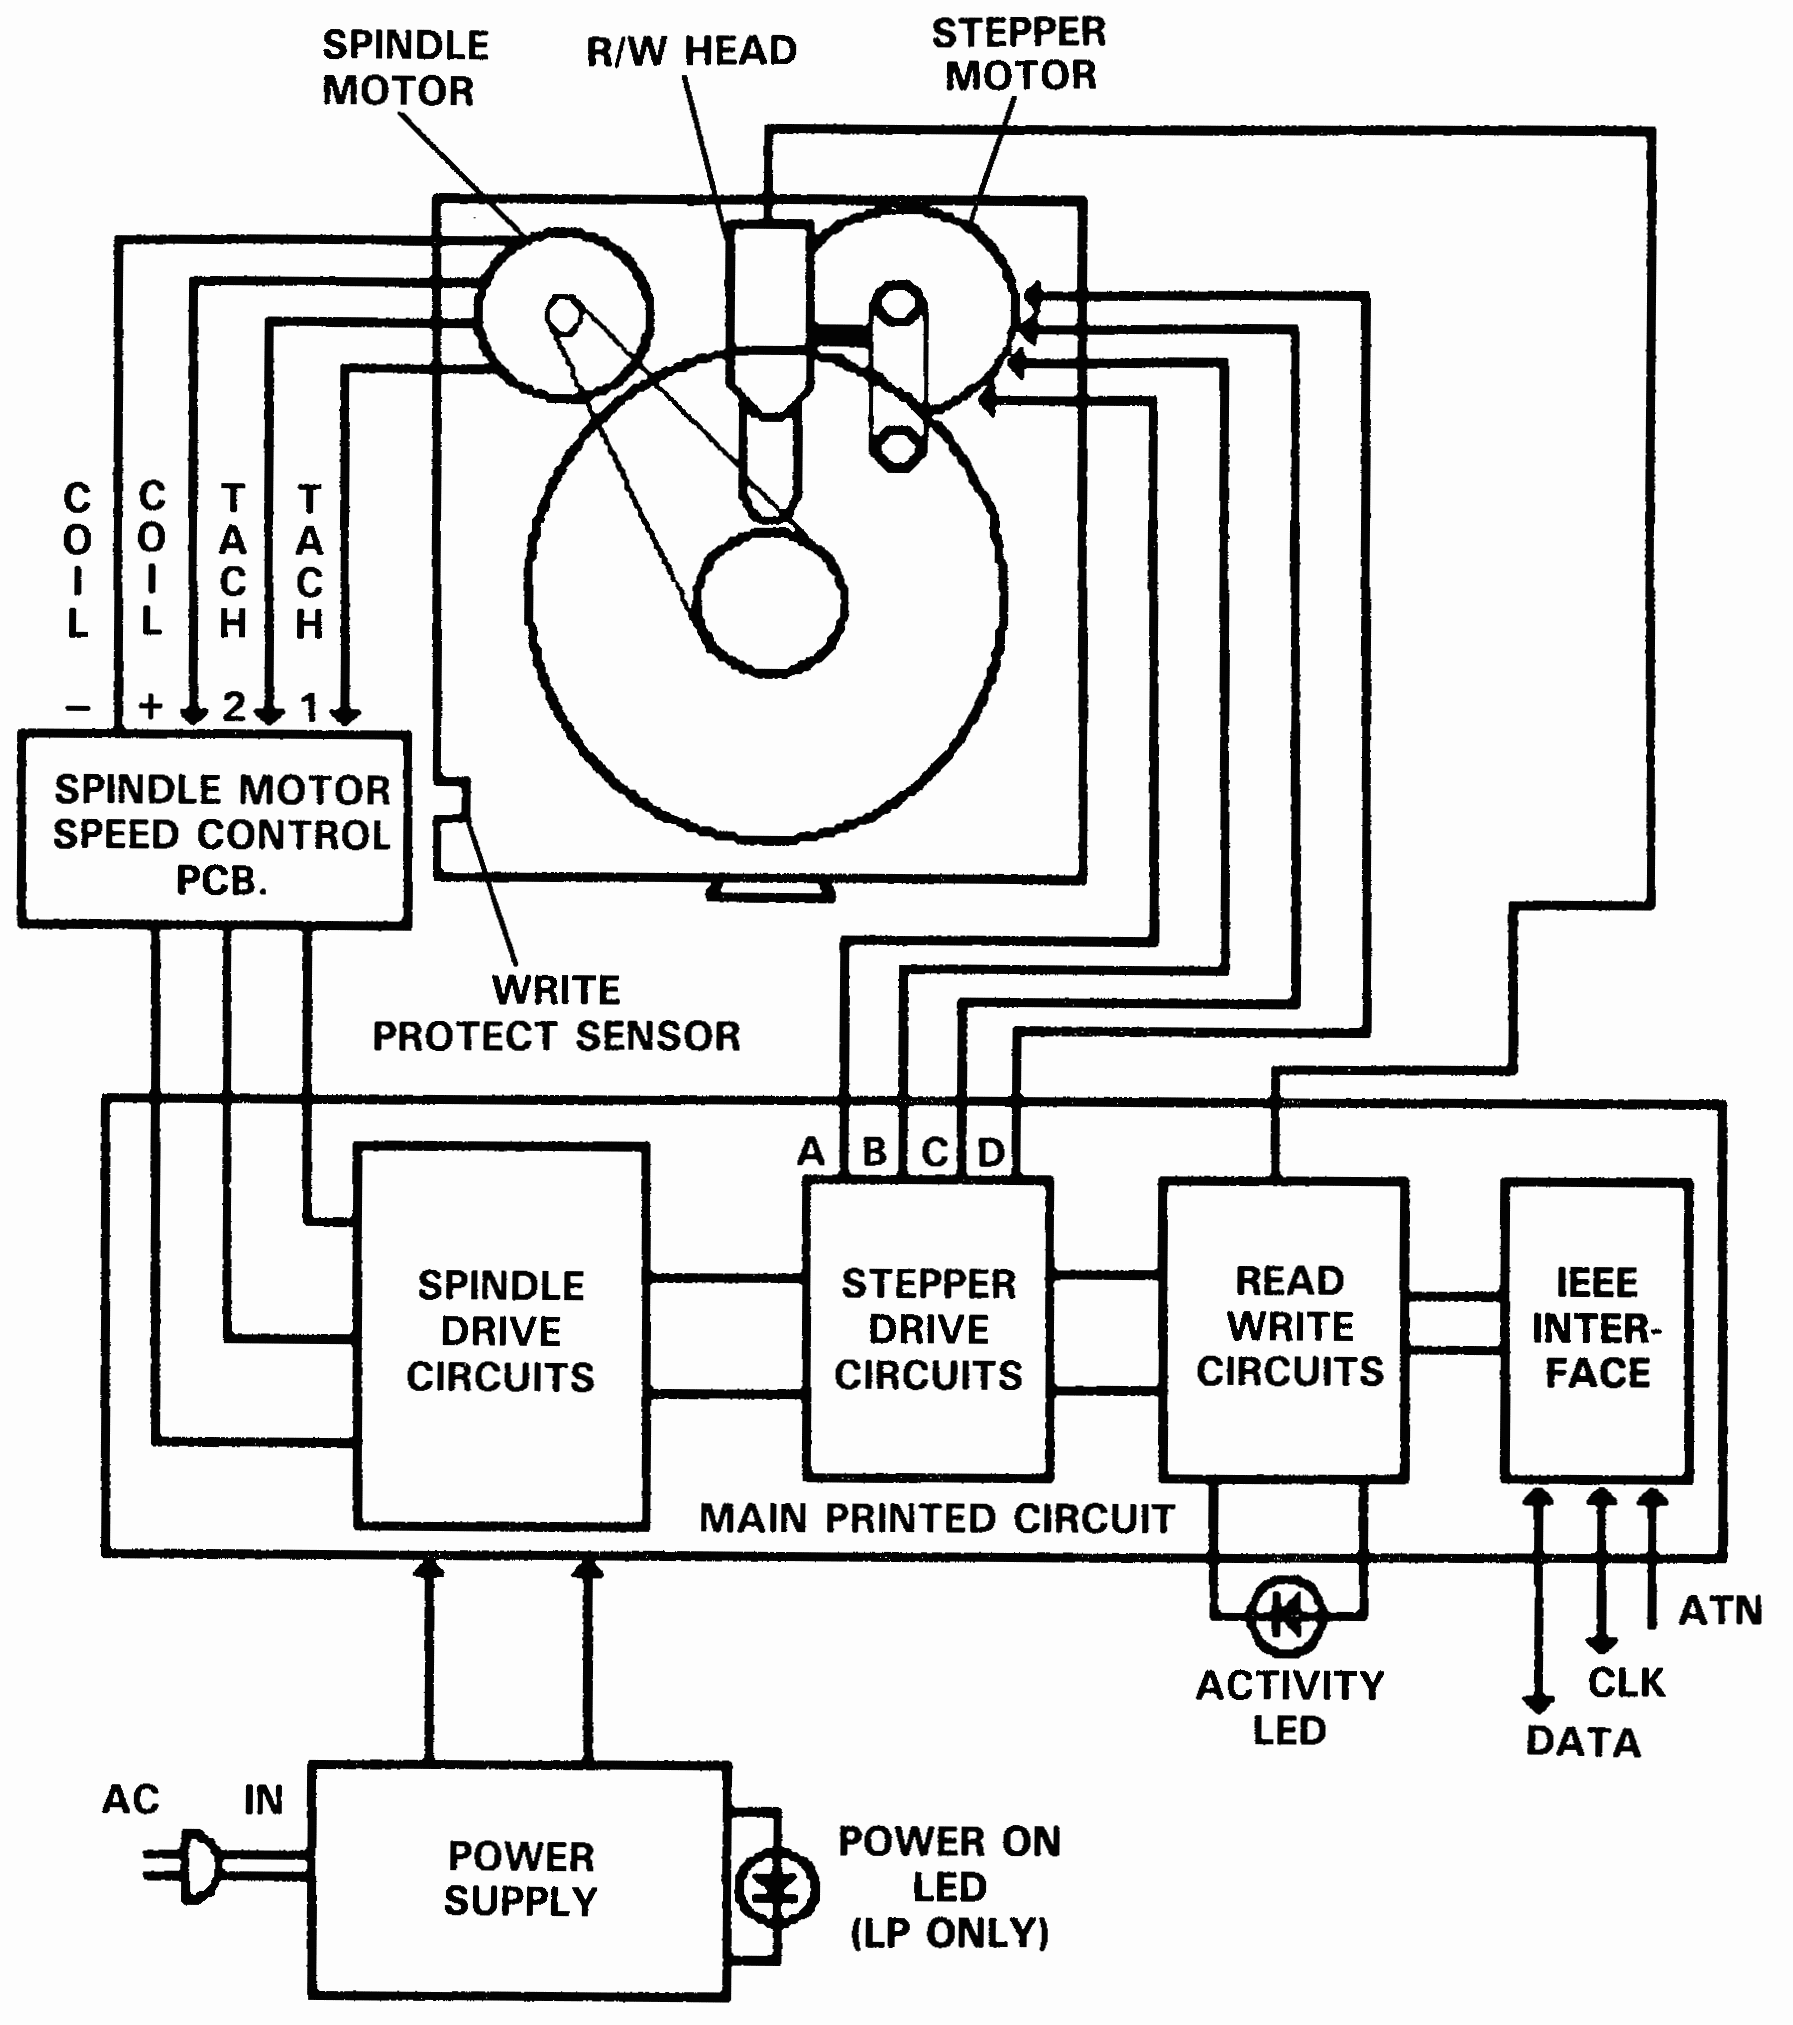 SPINDLE
MOTOR
R/W HEAD
STEPPER
MOTOR
COIL –
COIL +
TACH 2
TACH 1
SPINDLE MOTOR
SPEED CONTROL
PCB.
WRITE
PROTECT SENSOR
A B C D
SPINDLE
DRIVE
CIRCUITS
STEPPER
DRIVE
CIRCUITS
READ
WRITE
CIRCUITS
IEEE
INTER-
FACE
MAIN PRINTED CIRCUIT
ATN
CLK
DATA
ACTIVITY
LED
AC IN
POWER
SUPPLY
POWER ON
LED
(LP ONLY)